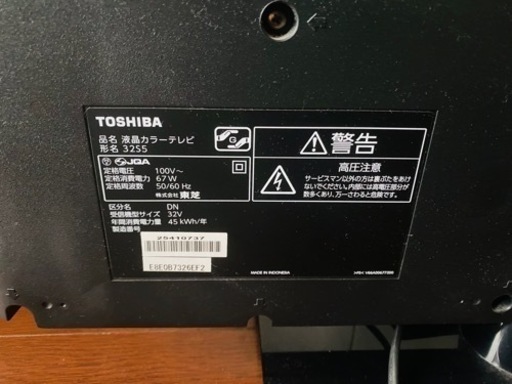 TOSHIBA
品名 液晶カラーテレビ
形名 32S5
JQA
定格電圧 100V~
定格消費電力 67W
定格周波数 50/60 Hz
株式会社 東芝
区分名 DN
受信機型サイズ 32V
年間消費電力量 45 kWh/年
製造番号
25410737
E8E0B7326EF2
警告
高圧注意
サービスマン以外の方は裏ぶたをあけ
ないでください。内部には高電圧部分が
数多くあり、万一さわると危険です。
MADE IN INDONESIA